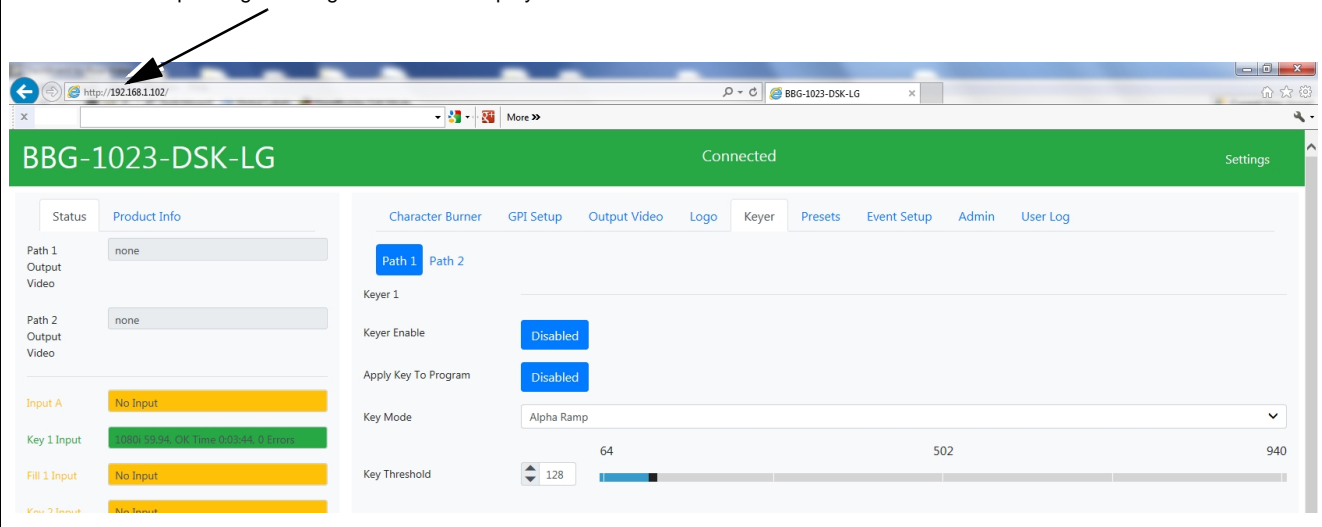 http://192.168.1.102/
BBG-1023-DSK-LG
x
More »
BBG-1023-DSK-LG
Connected
Settings
Status
Product Info
Path 1
Output
Video
none
Path 2
Output
Video
none
Input A
No Input
Key 1 Input
1080i 59.94, OK Time 0:03:44, 0 Errors
Fill 1 Input
No Input
Key 2 Input
No Input
Character Burner
GPI Setup
Output Video
Logo
Keyer
Presets
Event Setup
Admin
User Log
Path 1
Path 2
Keyer 1
Keyer Enable
Disabled
Apply Key To Program
Disabled
Key Mode
Alpha Ramp
64
502
940
Key Threshold
128